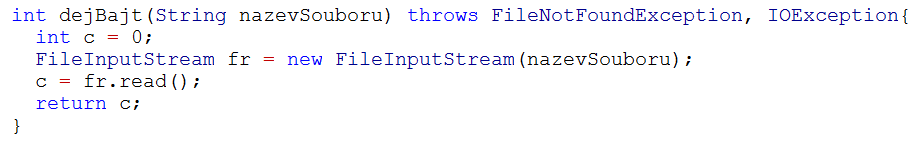 int dejBajt(String nazevSouboru) throws FileNotFoundException, IOException{
  int c = 0;
  FileInputStream fr = new FileInputStream(nazevSouboru);
  c = fr.read();
  return c;
}